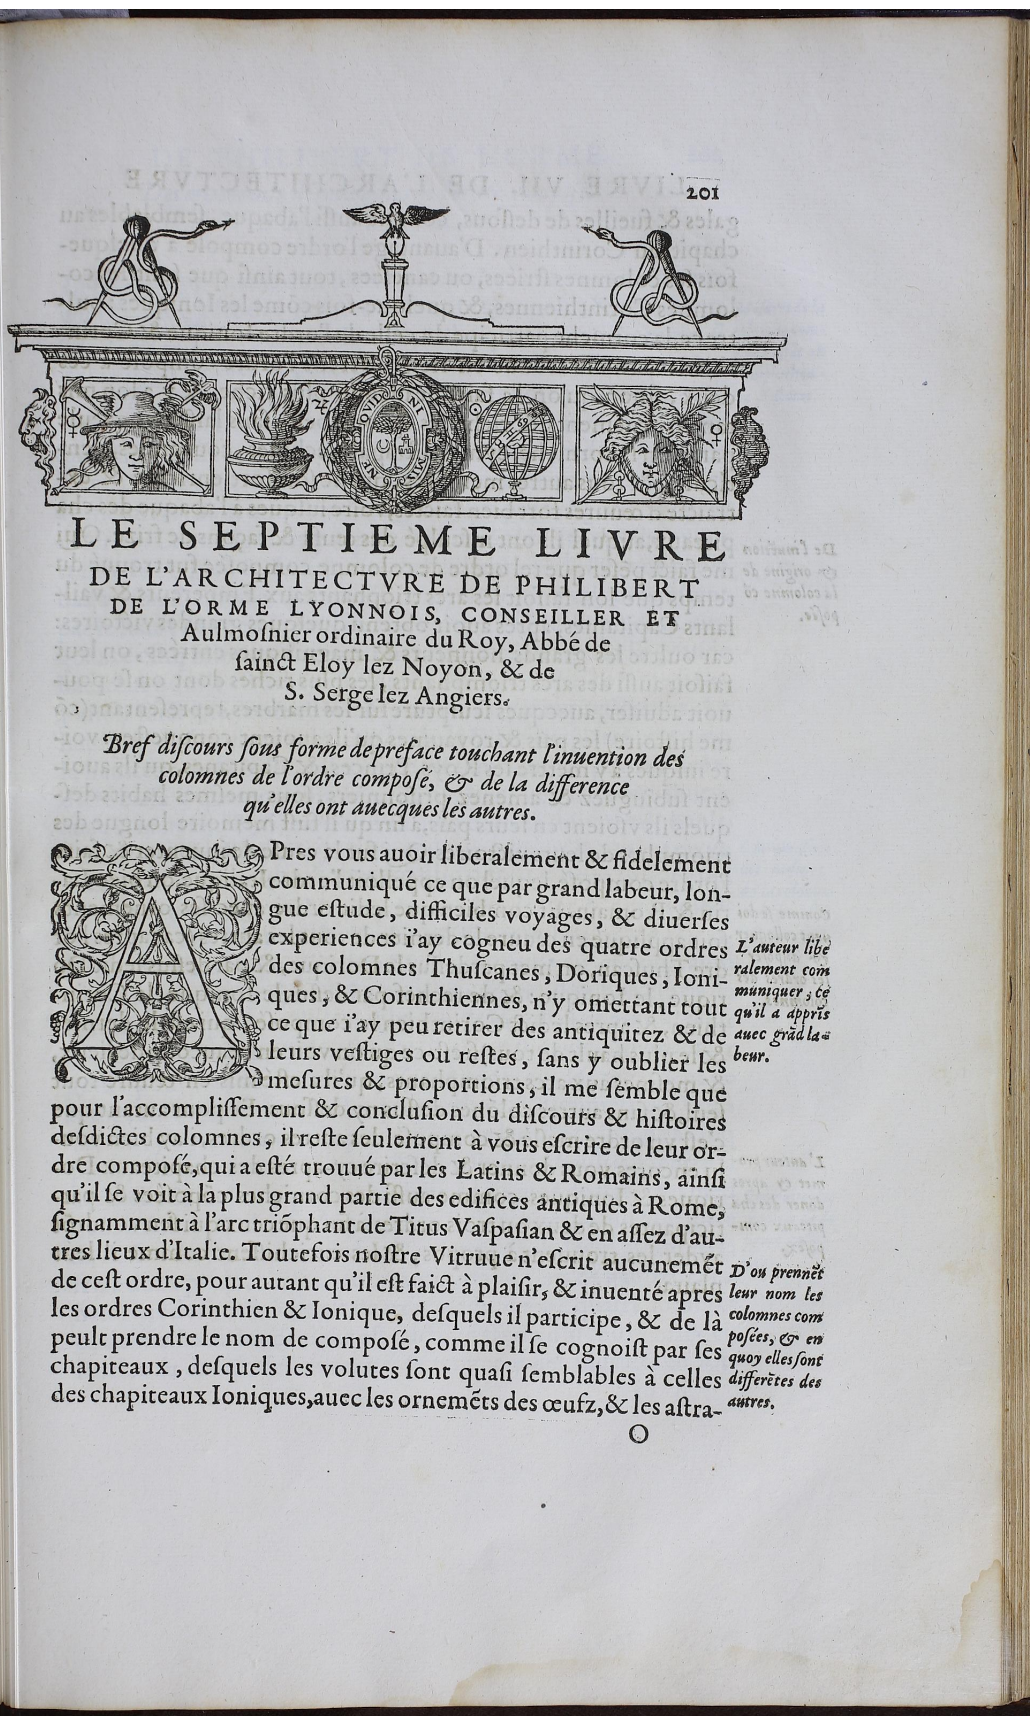 201
QVID NI
LE SEPTIEME LIVRE
DE L'ARCHITECTVRE DE PHILIBERT
DE L'ORME LYONNOIS, CONSEILLER ET
Aulmoſnier ordinaire du Roy, Abbé de
ſainct Eloy lez Noyon, & de
S. Serge lez Angiers.
Bref diſcours ſous forme de preface touchant l'inuention des
colomnes de l'ordre compoſé, & de la difference
qu'elles ont auecques les autres.
APres vous auoir liberalement & fidelement
communiqué ce que par grand labeur, lon-
gue eſtude, difficiles voyages, & diuerſes
experiences i'ay cogneu des quatre ordres
des colomnes Thuſcanes, Doriques, Ioni-
ques, & Corinthiennes, n'y omettant tout
ce que i'ay peu retirer des antiquitez & de
leurs veſtiges ou reſtes, ſans y oublier les
meſures & proportions, il me ſemble que
pour l'accompliſſement & concluſion du diſcours & hiſtoires
deſdictes colomnes, il reſte ſeulement à vous eſcrire de leur or-
dre compoſé, qui a eſté trouué par les Latins & Romains, ainſi
qu'il ſe voit à la plus grand partie des edifices antiques à Rome,
ſignamment à l'arc triõphant de Titus Vaſpaſian & en aſſez d'au-
tres lieux d'Italie. Toutefois noſtre Vitruue n'eſcrit aucunemẽt
de ceſt ordre, pour autant qu'il eſt faict à plaiſir, & inuenté apres
les ordres Corinthien & Ionique, deſquels il participe, & de là
peult prendre le nom de compoſé, comme il ſe cognoiſt par ſes
chapiteaux, deſquels les volutes ſont quaſi ſemblables à celles
des chapiteaux Ioniques, auec les ornemẽts des œufz, & les aſtra-
O
L'auteur libe
ralement com
muniquer, ce
qu'il a appris
auec grãd la-
beur.
D'ou prennẽt
leur nom les
colomnes com
poſées, & en
quoy elles ſont
differẽtes des
autres.